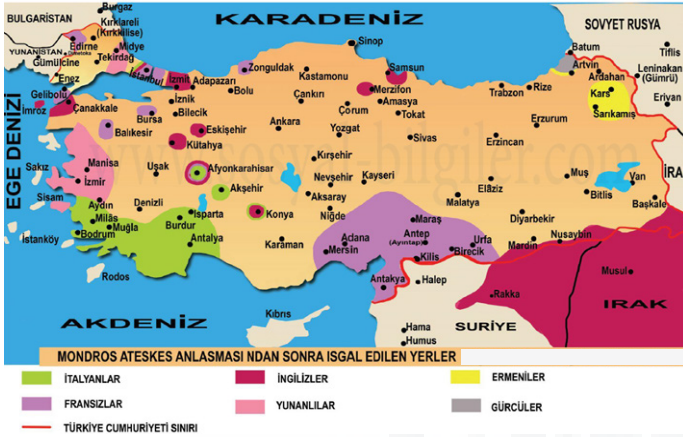 KARADENİZ
BULGARİSTAN
Burgaz
Kırklareli
(Kırkkilise)
Edirne
Midye
YUNANİSTAN
Gümülcine
Tekirdağ
Enez
Gelibolu
İmroz
Çanakkale
İstanbul
İzmit
Adapazarı
İznik
Bilecik
Bursa
Balıkesir
Eskişehir
Kütahya
Zonguldak
Bolu
Kastamonu
Çankırı
Sinop
Samsun
Merzifon
Amasya
Çorum
Tokat
Ankara
Yozgat
Sivas
SOVYET RUSYA
Batum
Tiflis
Artvin
Ardahan
Leninakan
(Gümrü)
Kars
Erivan
Sarıkamış
Trabzon
Rize
Erzurum
Erzincan
EGE DENİZİ
Sakız
Manisa
İzmir
Sisam
Aydın
Uşak
Afyonkarahisar
Akşehir
Denizli
Isparta
Milâs
Muğla
Burdur
Bodrum
İstanköy
Antalya
Rodos
Konya
Karaman
Kırşehir
Nevşehir
Kayseri
Aksaray
Niğde
Malatya
Elâziz
Muş
Van
Bitlis
Başkale
İRA
Diyarbekir
Maraş
Adana
Antep
(Ayıntap)
Urfa
Mersin
Birecik
Kilis
Mardin
Nusaybin
Antakya
Halep
Musul
Rakka
IRAK
Kıbrıs
AKDENİZ
SURİYE
Hama
Humus
www.sosyal-bilgiler.com
MONDROS ATESKES ANLASMASI NDAN SONRA ISGAL EDILEN YERLER
İTALYANLAR
İNGİLİZLER
ERMENİLER
FRANSIZLAR
YUNANLILAR
GÜRCÜLER
TÜRKİYE CUMHURİYETİ SINIRI